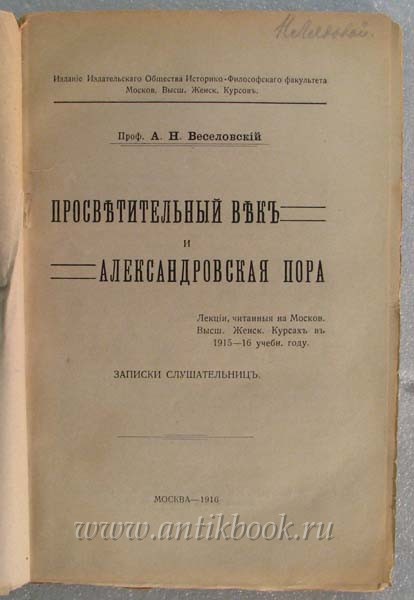 Изданіе Издательскаго Общества Историко-Философскаго факультета
Москов. Высш. Женск. Курсовъ.
Проф. А. Н. Веселовскій
ПРОСВѢТИТЕЛЬНЫЙ ВѢКЪ
И
АЛЕКСАНДРОВСКАЯ ПОРА
Лекціи, читанныя на Москов.
Высш. Женск. Курсахъ въ
1915—16 учебн. году.
ЗАПИСКИ СЛУШАТЕЛЬНИЦЪ.
МОСКВА—1916
www.antikbook.ru